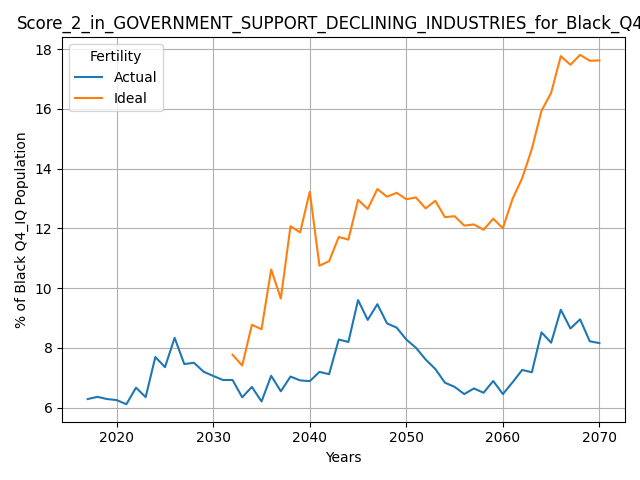 Score_2_in_GOVERNMENT_SUPPORT_DECLINING_INDUSTRIES_for_Black_Q4
Fertility
Actual
Ideal
% of Black Q4_IQ Population
18
16
14
12
10
8
6
2020 2030 2040 2050 2060 2070
Years